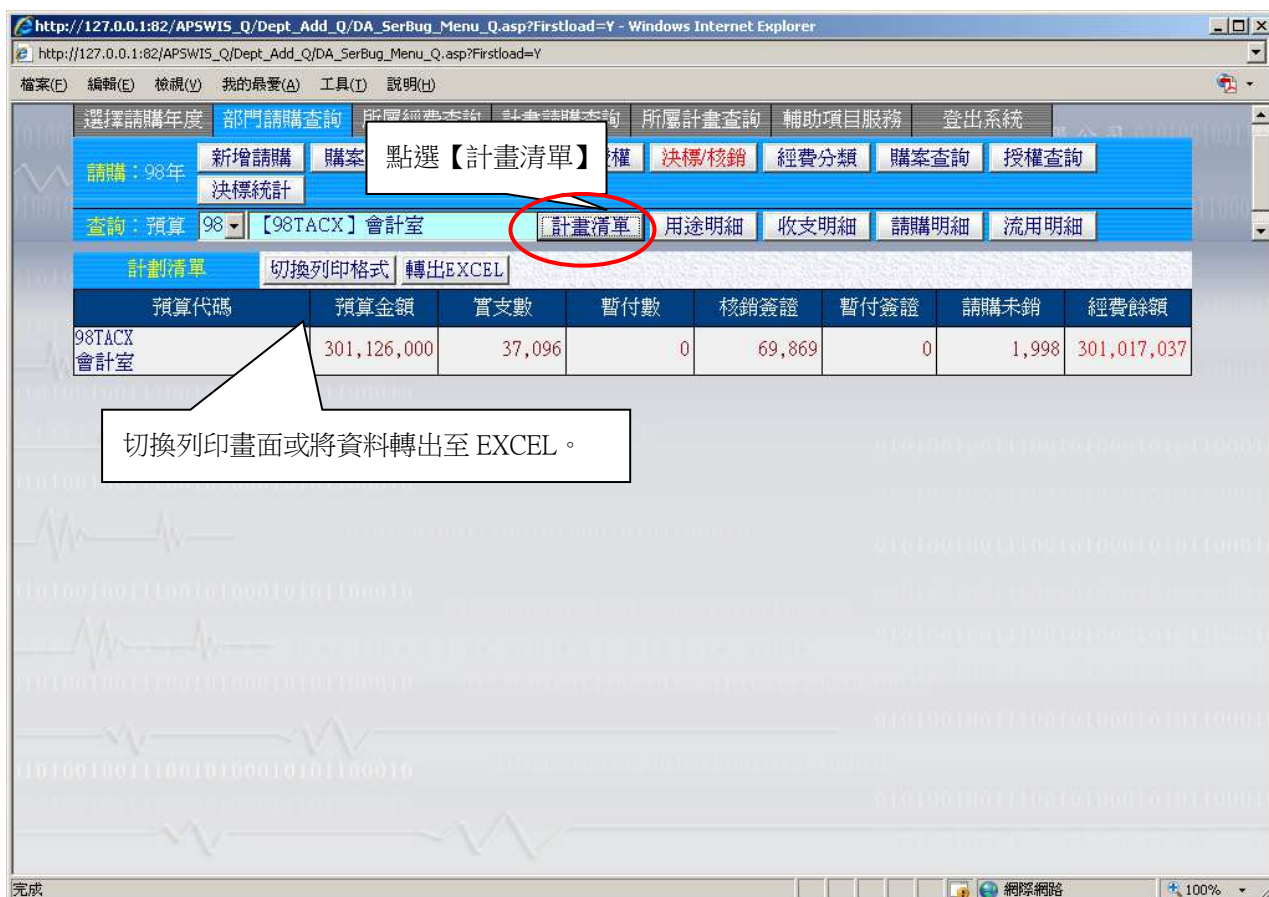 http://127.0.0.1:82/APSWIS_Q/Dept_Add_Q/DA_SerBug_Menu_Q.asp?Firstload=Y - Windows Internet Explorer
http://127.0.0.1:82/APSWIS_Q/Dept_Add_Q/DA_SerBug_Menu_Q.asp?Firstload=Y
檔案(F) 編輯(E) 檢視(V) 我的最愛(A) 工具(T) 說明(H)
選擇請購年度 部門請購查詢 所屬經費查詢 計畫請購查詢 所屬計畫查詢 輔助項目服務 登出系統
請購：98年 新增請購 購案 權 決標/核銷 經費分類 購案查詢 授權查詢
點選【計畫清單】
決標統計
查詢：預算 98 【98TACX】會計室 計畫清單 用途明細 收支明細 請購明細 流用明細
計劃清單 切換列印格式 轉出EXCEL
預算代碼 預算金額 實支數 暫付數 核銷簽證 暫付簽證 請購未銷 經費餘額
98TACX
會計室 301,126,000 37,096 0 69,869 0 1,998 301,017,037
切換列印畫面或將資料轉出至 EXCEL。
完成 網際網路 100%